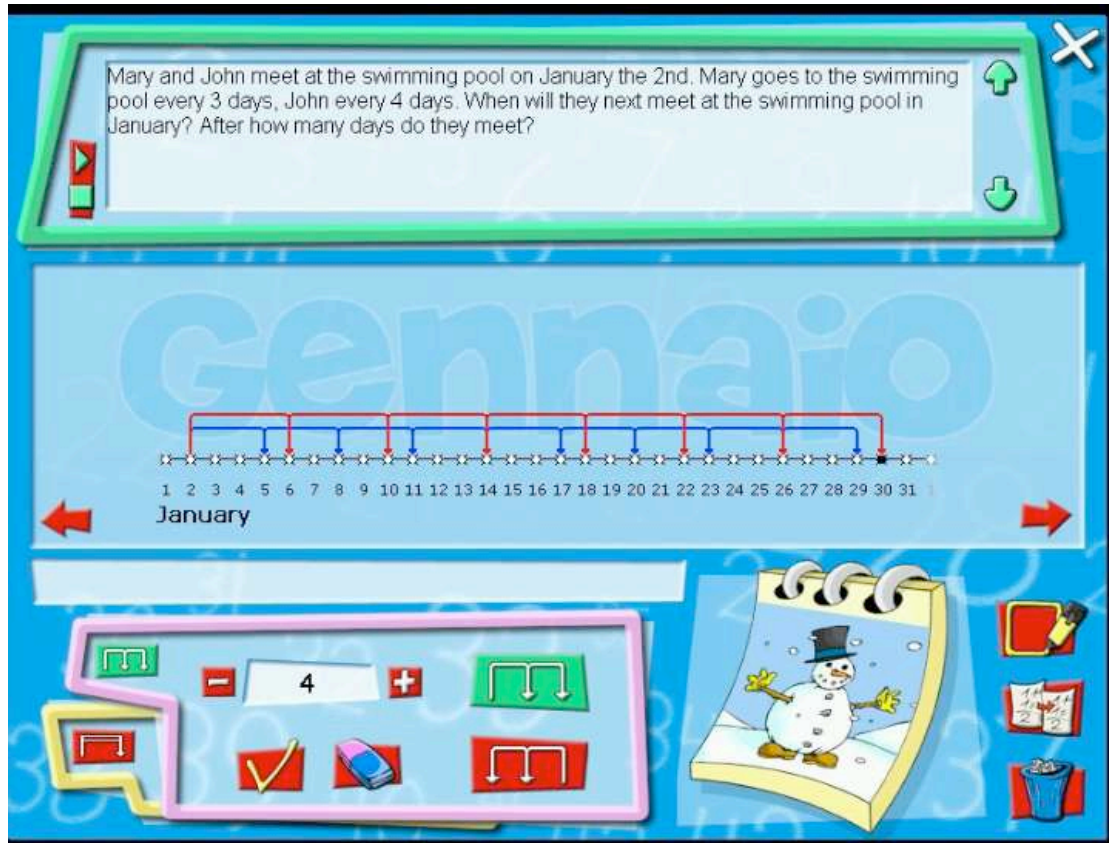 Mary and John meet at the swimming pool on January the 2nd. Mary goes to the swimming
pool every 3 days, John every 4 days. When will they next meet at the swimming pool in
January? After how many days do they meet?
Gennaio
1 2 3 4 5 6 7 8 9 10 11 12 13 14 15 16 17 18 19 20 21 22 23 24 25 26 27 28 29 30 31 1
January
4